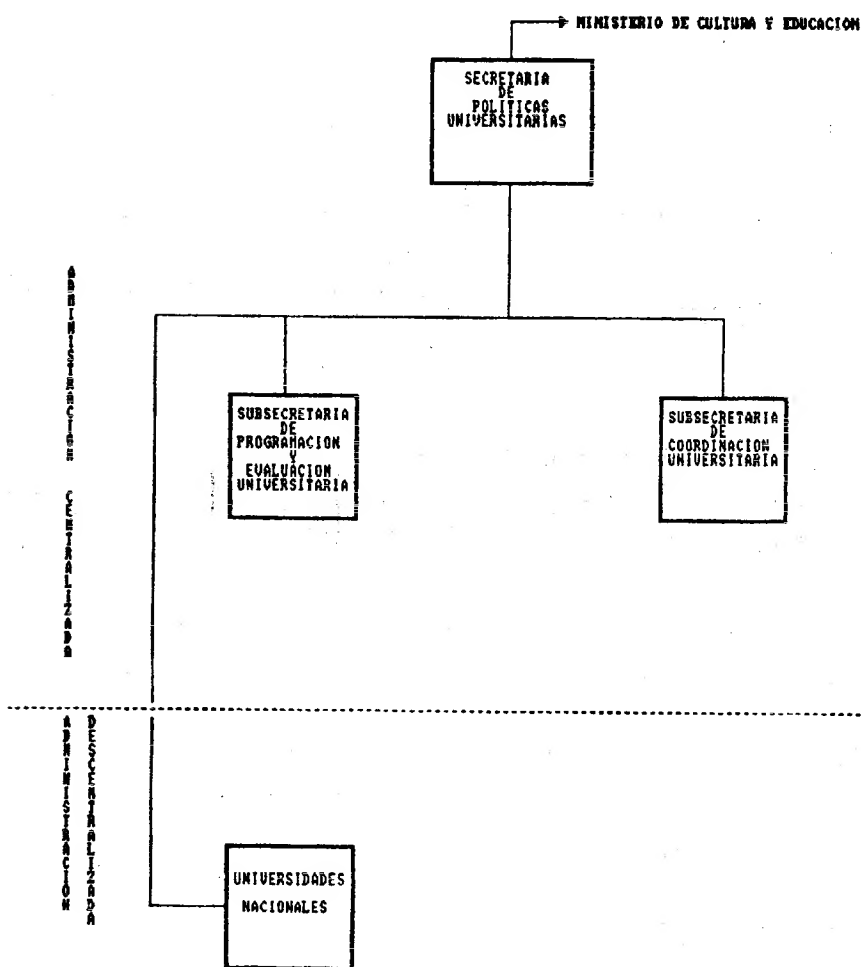 MINISTERIO DE CULTURA Y EDUCACION
SECRETARIA
DE
POLITICAS
UNIVERSITARIAS
ADMINISTRACION CENTRALIZADA
SUBSECRETARIA
DE
PROGRAMACION
Y
EVALUACION
UNIVERSITARIA
SUBSECRETARIA
DE
COORDINACION
UNIVERSITARIA
ADMINISTRACION
DESCENTRALIZADA
UNIVERSIDADES
NACIONALES